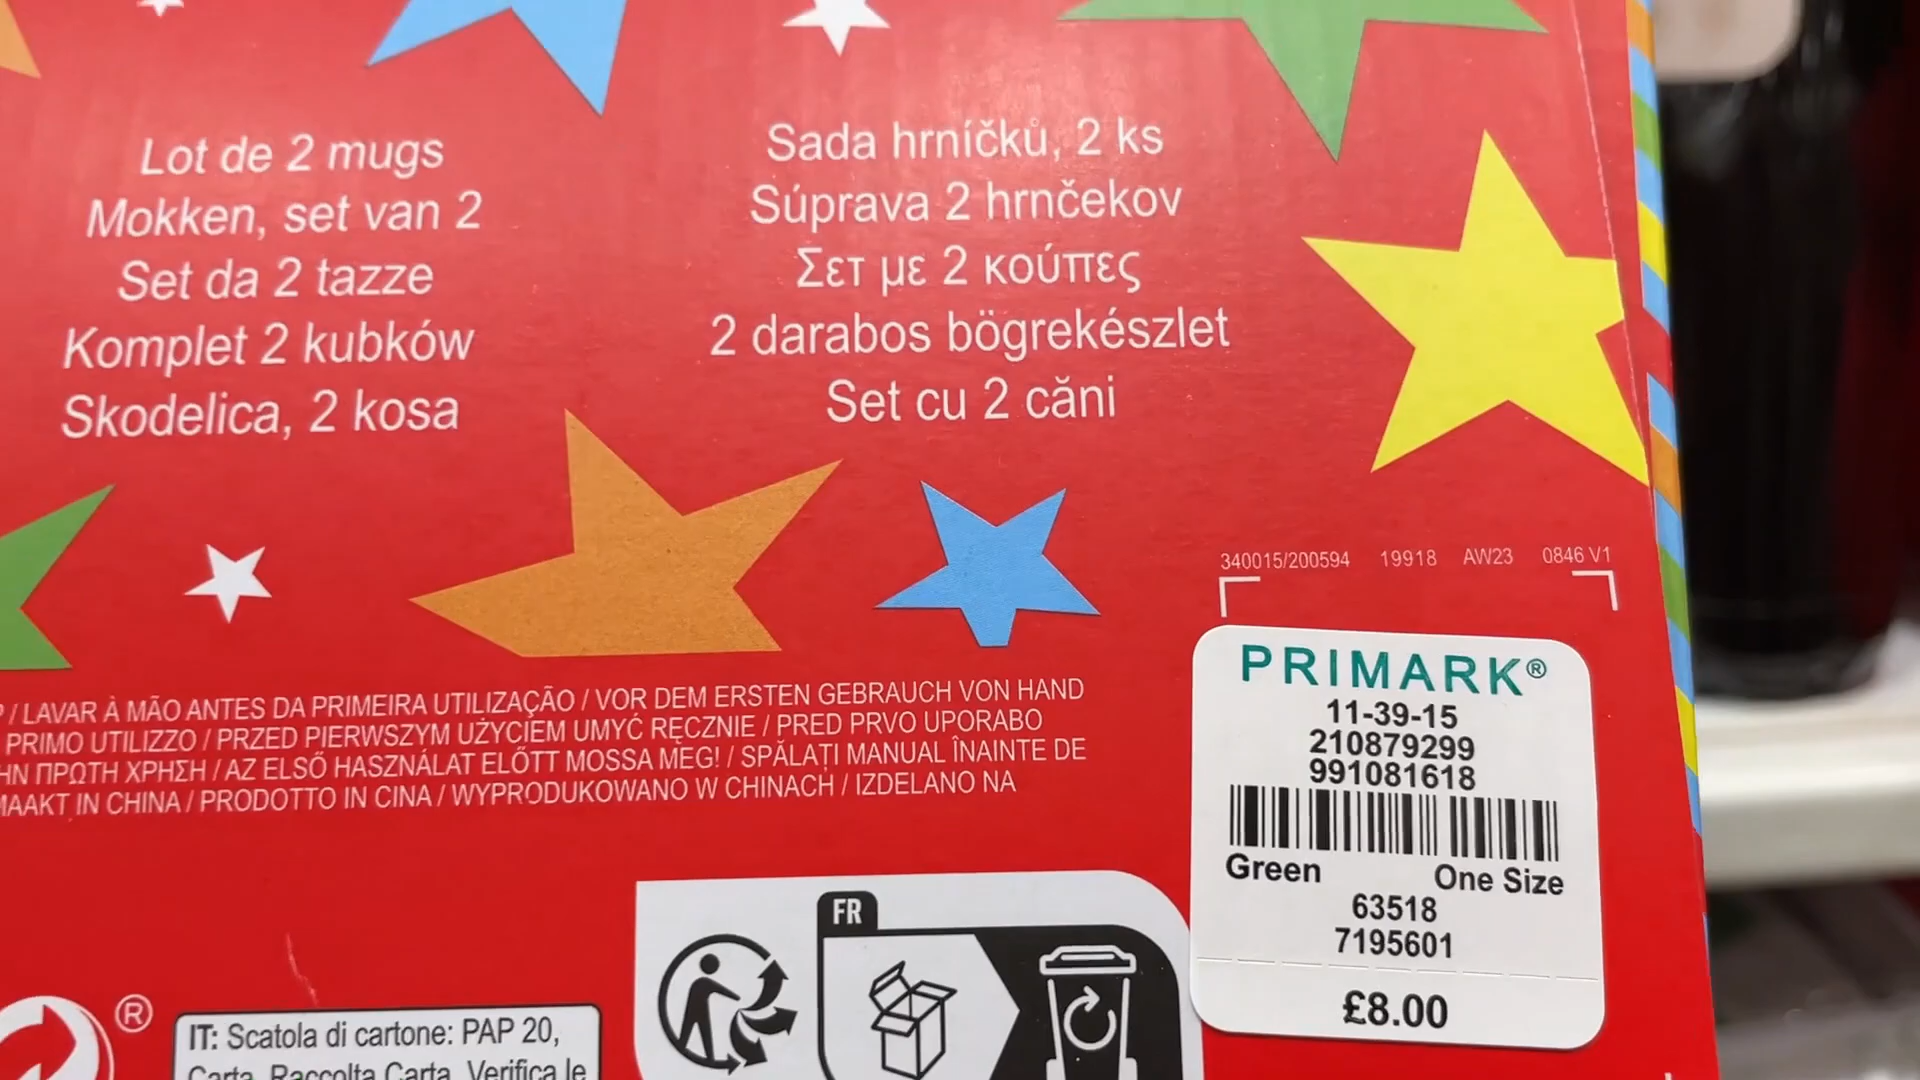 Lot de 2 mugs
Mokken, set van 2
Set da 2 tazze
Komplet 2 kubków
Skodelica, 2 kosa
Sada hrníčků, 2 ks
Súprava 2 hrnčekov
Σετ με 2 κούπες
2 darabos bögrekészlet
Set cu 2 căni
340015/200594 19918 AW23 0846 V1
/ LAVAR À MÃO ANTES DA PRIMEIRA UTILIZAÇÃO / VOR DEM ERSTEN GEBRAUCH VON HAND
PRIMO UTILIZZO / PRZED PIERWSZYM UŻYCIEM UMYĆ RĘCZNIE / PRED PRVO UPORABO
ΠΡΩΤΗ ΧΡΗΣΗ / AZ ELSŐ HASZNÁLAT ELŐTT MOSSA MEG! / SPĂLAȚI MANUAL ÎNAINTE DE
IN CHINA / PRODOTTO IN CINA / WYPRODUKOWANO W CHINACH / IZDELANO NA
PRIMARK®
11-39-15
210879299
991081618
Green One Size
63518
7195601
£8.00
FR
®
IT: Scatola di cartone: PAP 20,
Carta. Raccolta Carta. Verifica le